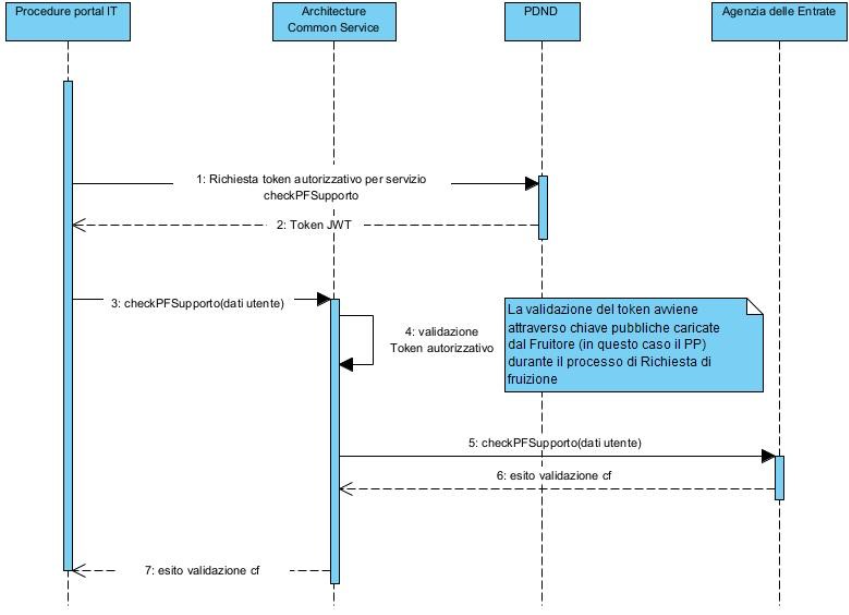 Procedure portal IT
Architecture
Common Service
PDND
Agenzia delle Entrate
1: Richiesta token autorizzativo per servizio
checkPFSupporto
2: Token JWT
3: checkPFSupporto(dati utente)
4: validazione
Token autorizzativo
La validazione del token avviene
attraverso chiave pubbliche caricate
dal Fruitore (in questo caso il PP)
durante il processo di Richiesta di
fruizione
5: checkPFSupporto(dati utente)
6: esito validazione cf
7: esito validazione cf